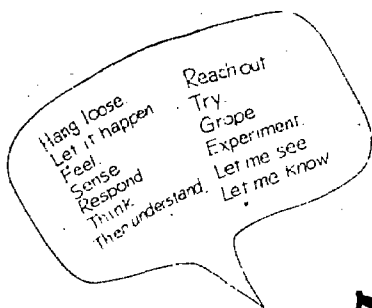 Hang loose.
Let it happen
Feel.
Sense
Respond
Think.
Then understand.
Reach out
Try.
Grope
Experiment.
Let me see
Let me know